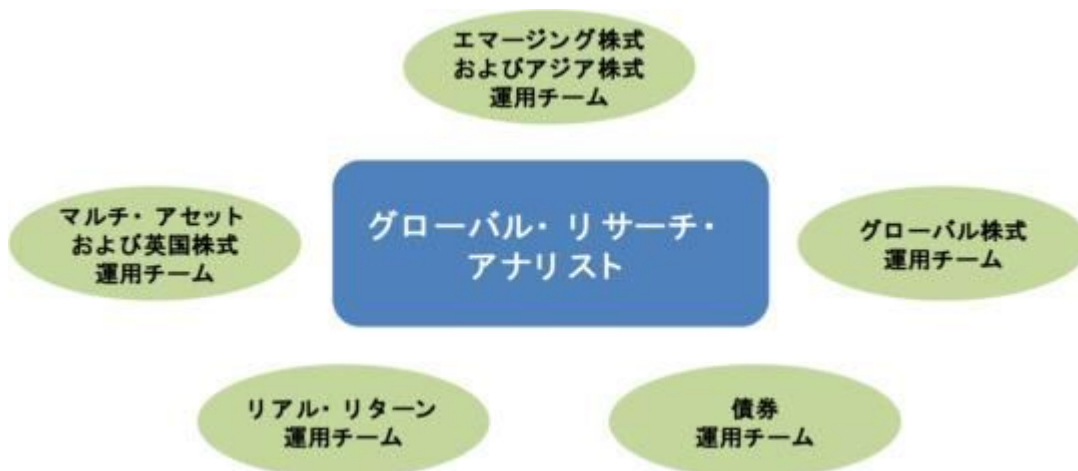 エマージング株式
およびアジア株式
運用チーム
マルチ・アセット
および英国株式
運用チーム
グローバル・リサーチ・
アナリスト
グローバル株式
運用チーム
リアル・リターン
運用チーム
債券
運用チーム